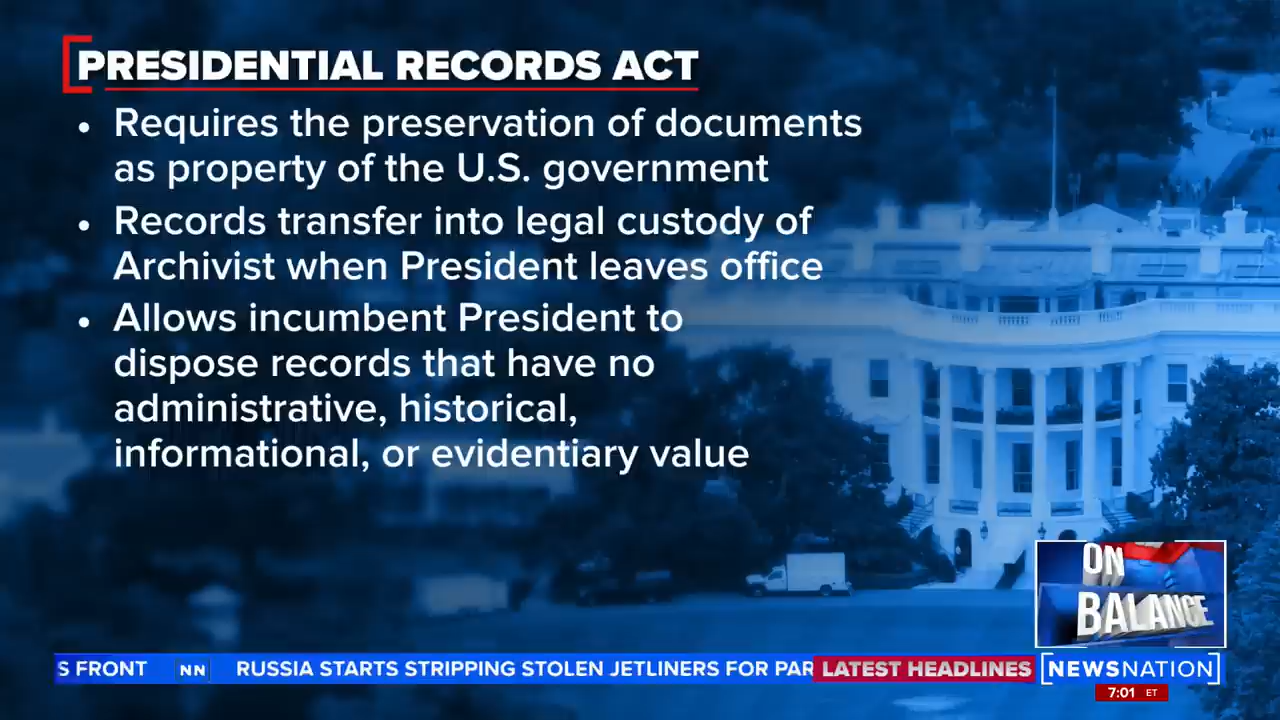 PRESIDENTIAL RECORDS ACT
• Requires the preservation of documents
as property of the U.S. government
• Records transfer into legal custody of
Archivist when President leaves office
• Allows incumbent President to
dispose records that have no
administrative, historical,
informational, or evidentiary value
ON
BALANCE
S FRONT NN RUSSIA STARTS STRIPPING STOLEN JETLINERS FOR PAR LATEST HEADLINES NEWSNATION
7:01 ET